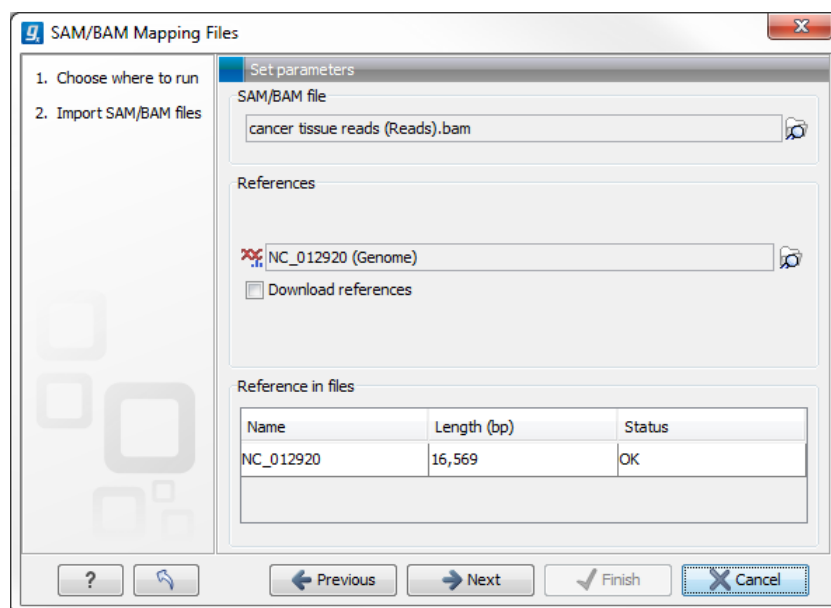 SAM/BAM Mapping Files
1. Choose where to run
2. Import SAM/BAM files
Set parameters
SAM/BAM file
cancer tissue reads (Reads).bam
References
NC_012920 (Genome)
Download references
Reference in files
Name Length (bp) Status
NC_012920 16,569 OK
? Previous Next Finish Cancel